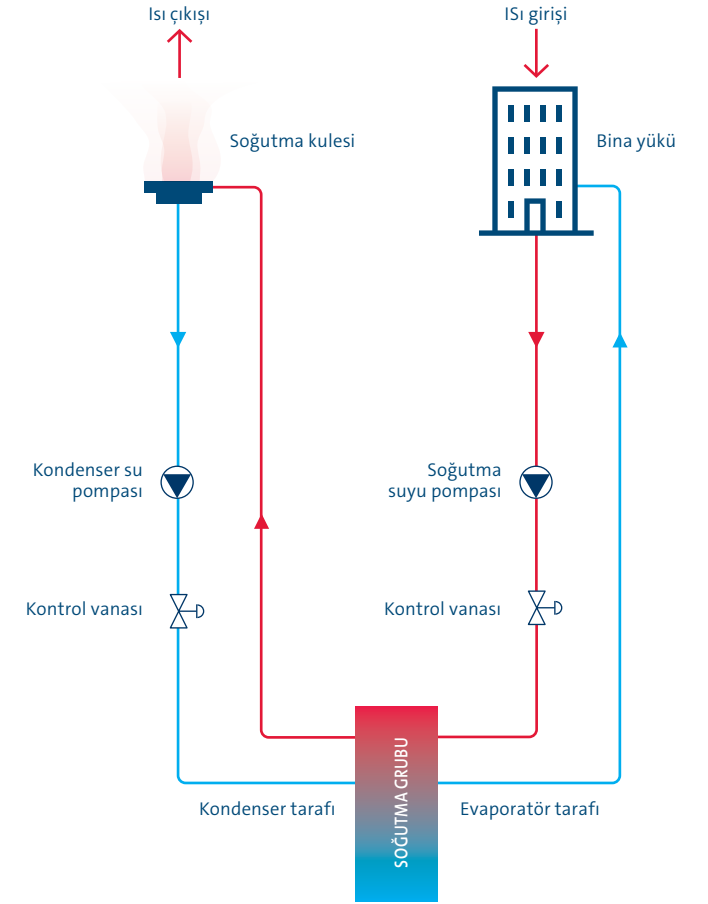 Isı çıkışı
ISı girişi
Soğutma kulesi
Bina yükü
Kondenser su
pompası
Soğutma
suyu pompası
Kontrol vanası
Kontrol vanası
SOĞUTMA GRUBU
Kondenser tarafı
Evaporatör tarafı